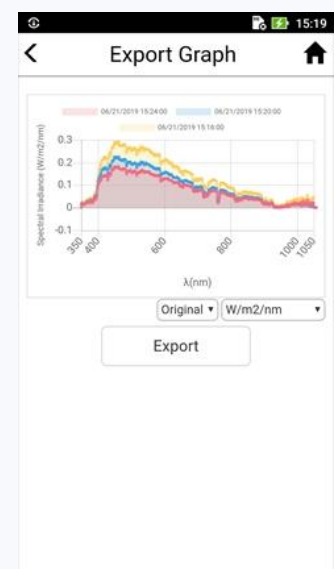 15:19
Export Graph
06/21/2019 15:24:00 06/21/2019 15:20:00
06/21/2019 15:16:00
Spectral Irradiance (W/m2/nm)
0.3
0.2
0.1
0
-0.1
350 400 600 800 1000 1050
λ(nm)
Original W/m2/nm
Export